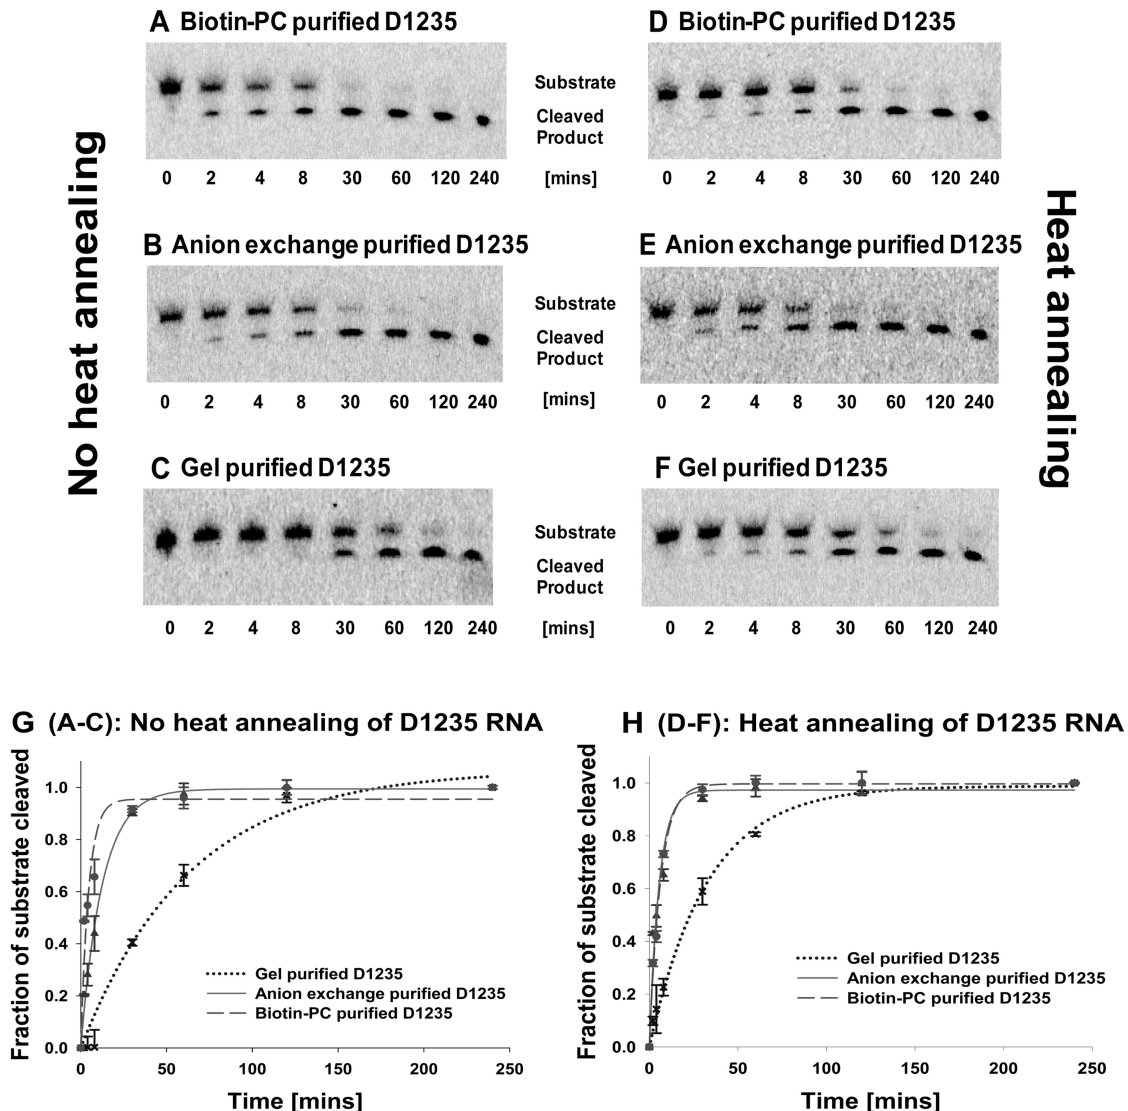 A Biotin-PC purified D1235
Substrate
Cleaved
Product
0 2 4 8 30 60 120 240 [mins]
D Biotin-PC purified D1235
0 2 4 8 30 60 120 240
No heat annealing
Heat annealing
B Anion exchange purified D1235
Substrate
Cleaved
Product
0 2 4 8 30 60 120 240 [mins]
E Anion exchange purified D1235
0 2 4 8 30 60 120 240
C Gel purified D1235
Substrate
Cleaved
Product
0 2 4 8 30 60 120 240 [mins]
F Gel purified D1235
0 2 4 8 30 60 120 240
G (A-C): No heat annealing of D1235 RNA
Fraction of substrate cleaved
1.0
0.8
0.6
0.4
0.2
0.0
Gel purified D1235
Anion exchange purified D1235
Biotin-PC purified D1235
0 50 100 150 200 250
Time [mins]
H (D-F): Heat annealing of D1235 RNA
Fraction of substrate cleaved
1.0
0.8
0.6
0.4
0.2
0.0
Gel purified D1235
Anion exchange purified D1235
Biotin-PC purified D1235
0 50 100 150 200 250
Time [mins]